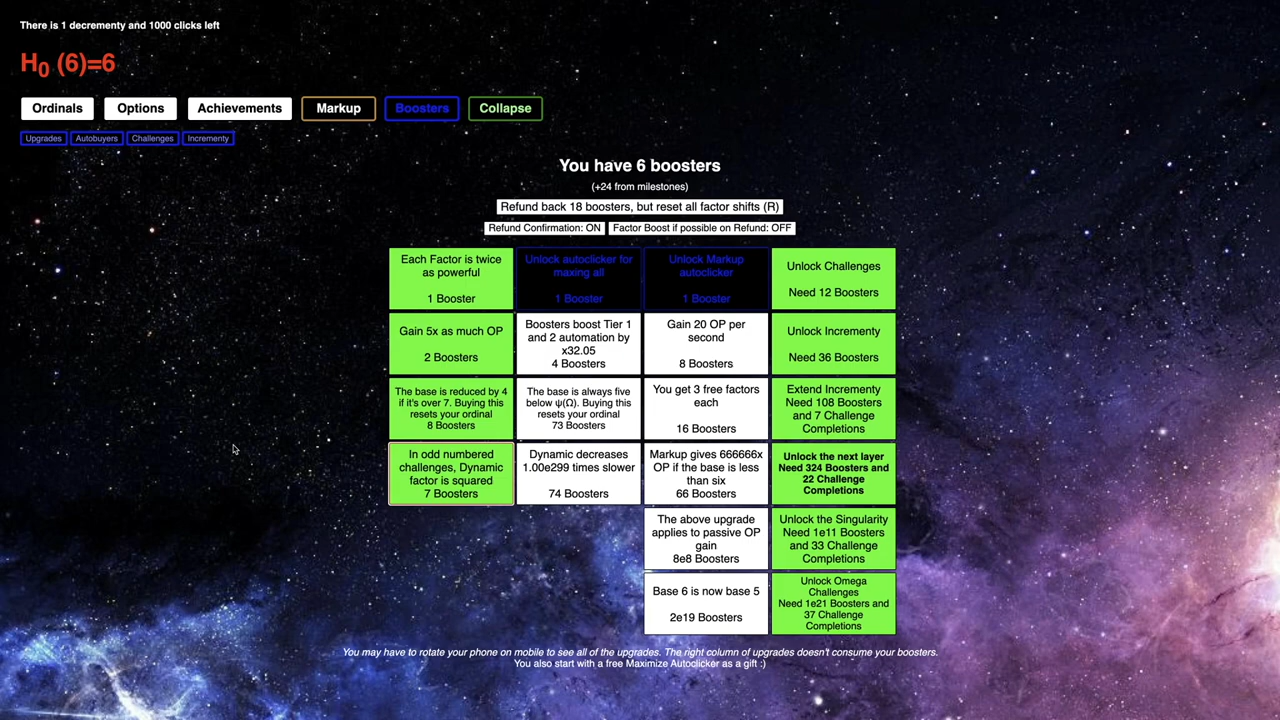 There is 1 decrementy and 1000 clicks left
H0 (6)=6
Ordinals
Options
Achievements
Markup
Boosters
Collapse
Upgrades
Autobuyers
Challenges
Incrementy
You have 6 boosters
(+24 from milestones)
Refund back 18 boosters, but reset all factor shifts (R)
Refund Confirmation: ON
Factor Boost if possible on Refund: OFF
Each Factor is twice
as powerful
1 Booster
Unlock autoclicker for
maxing all
1 Booster
Unlock Markup
autoclicker
1 Booster
Unlock Challenges
Need 12 Boosters
Gain 5x as much OP
2 Boosters
Boosters boost Tier 1
and 2 automation by
x32.05
4 Boosters
Gain 20 OP per
second
8 Boosters
Unlock Incrementy
Need 36 Boosters
The base is reduced by 4
if it's over 7. Buying this
resets your ordinal
8 Boosters
The base is always five
below ψ(Ω). Buying this
resets your ordinal
73 Boosters
You get 3 free factors
each
16 Boosters
Extend Incrementy
Need 108 Boosters
and 7 Challenge
Completions
In odd numbered
challenges, Dynamic
factor is squared
7 Boosters
Dynamic decreases
1.00e299 times slower
74 Boosters
Markup gives 666666x
OP if the base is less
than six
66 Boosters
Unlock the next layer
Need 324 Boosters and
22 Challenge
Completions
The above upgrade
applies to passive OP
gain
8e8 Boosters
Unlock the Singularity
Need 1e11 Boosters
and 33 Challenge
Completions
Base 6 is now base 5
2e19 Boosters
Unlock Omega
Challenges
Need 1e21 Boosters and
37 Challenge
Completions
You may have to rotate your phone on mobile to see all of the upgrades. The right column of upgrades doesn't consume your boosters.
You also start with a free Maximize Autoclicker as a gift :)